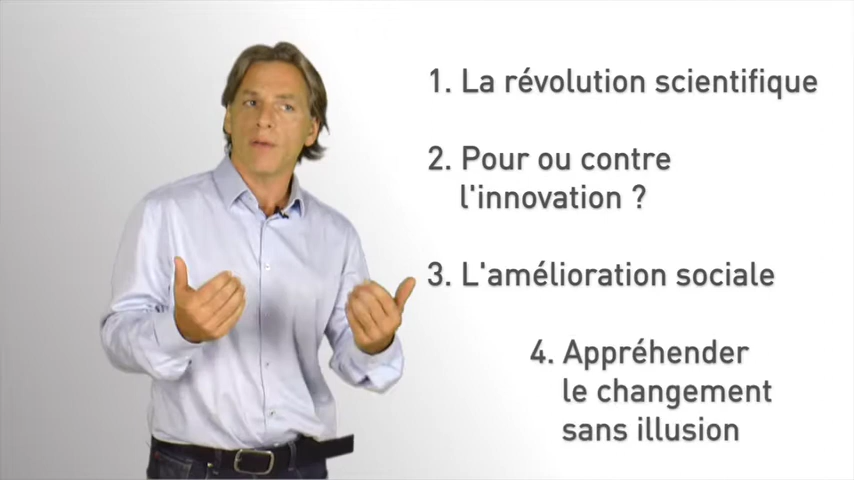 1. La révolution scientifique
2. Pour ou contre
l'innovation ?
3. L'amélioration sociale
4. Appréhender
le changement
sans illusion